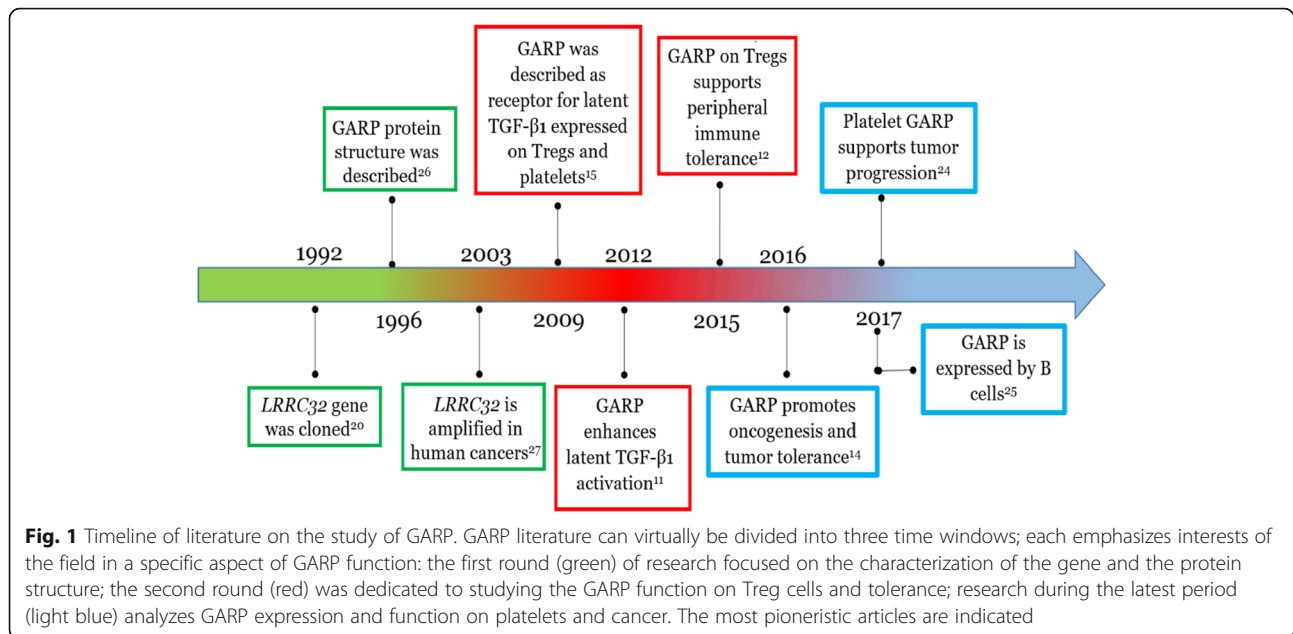 GARP protein
structure was
described²⁶
GARP was
described as
receptor for latent
TGF-β1 expressed
on Tregs and
platelets¹⁵
GARP on Tregs
supports
peripheral
immune
tolerance¹²
Platelet GARP
supports tumor
progression²⁴
1992
2003
2012
2016
1996
2009
2015
2017
LRRC32 gene
was cloned²⁰
LRRC32 is
amplified in
human cancers²⁷
GARP
enhances
latent TGF-β1
activation¹¹
GARP promotes
oncogenesis and
tumor tolerance¹⁴
GARP is
expressed by B
cells²⁵
Fig. 1 Timeline of literature on the study of GARP. GARP literature can virtually be divided into three time windows; each emphasizes interests of
the field in a specific aspect of GARP function: the first round (green) of research focused on the characterization of the gene and the protein
structure; the second round (red) was dedicated to studying the GARP function on Treg cells and tolerance; research during the latest period
(light blue) analyzes GARP expression and function on platelets and cancer. The most pioneristic articles are indicated